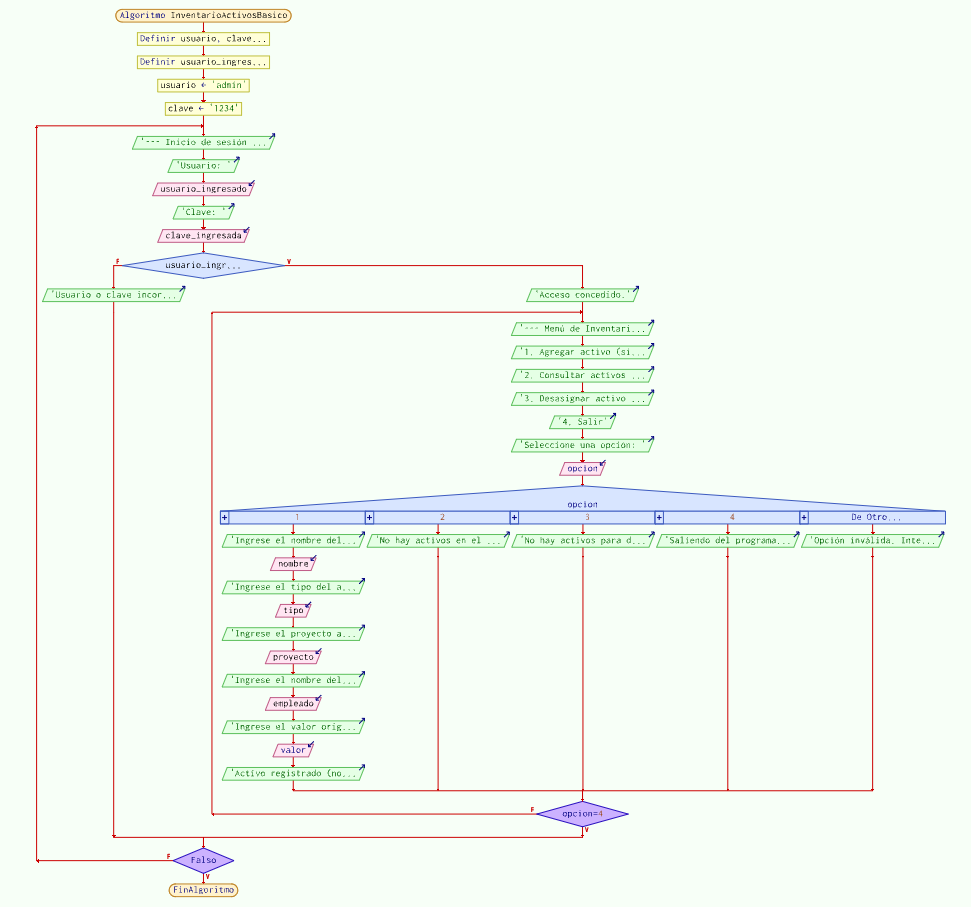 Algoritmo InventarioActivosBasico
Definir usuario, clave...
Definir usuario_ingres...
usuario ← 'admin'
clave ← '1234'
'--- Inicio de sesión ...
'Usuario: '
usuario_ingresado
'Clave: '
clave_ingresada
F
usuario_ingr...
V
'Usuario o clave incor...
'Acceso concedido.'
'--- Menú de Inventari...
'1. Agregar activo (si...
'2. Consultar activos ...
'3. Desasignar activo ...
'4. Salir'
'Seleccione una opcion: '
opcion
opcion
+ 1 + 2 + 3 + 4 + De Otro...
'Ingrese el nombre del...
'No hay activos en el ...
'No hay activos para d...
'Saliendo del programa...
'Opción inválida. Inte...
nombre
'Ingrese el tipo del a...
tipo
'Ingrese el proyecto a...
proyecto
'Ingrese el nombre del...
empleado
'Ingrese el valor orig...
valor
'Activo registrado (no...
F
opcion=4
V
F
Falso
V
FinAlgoritmo